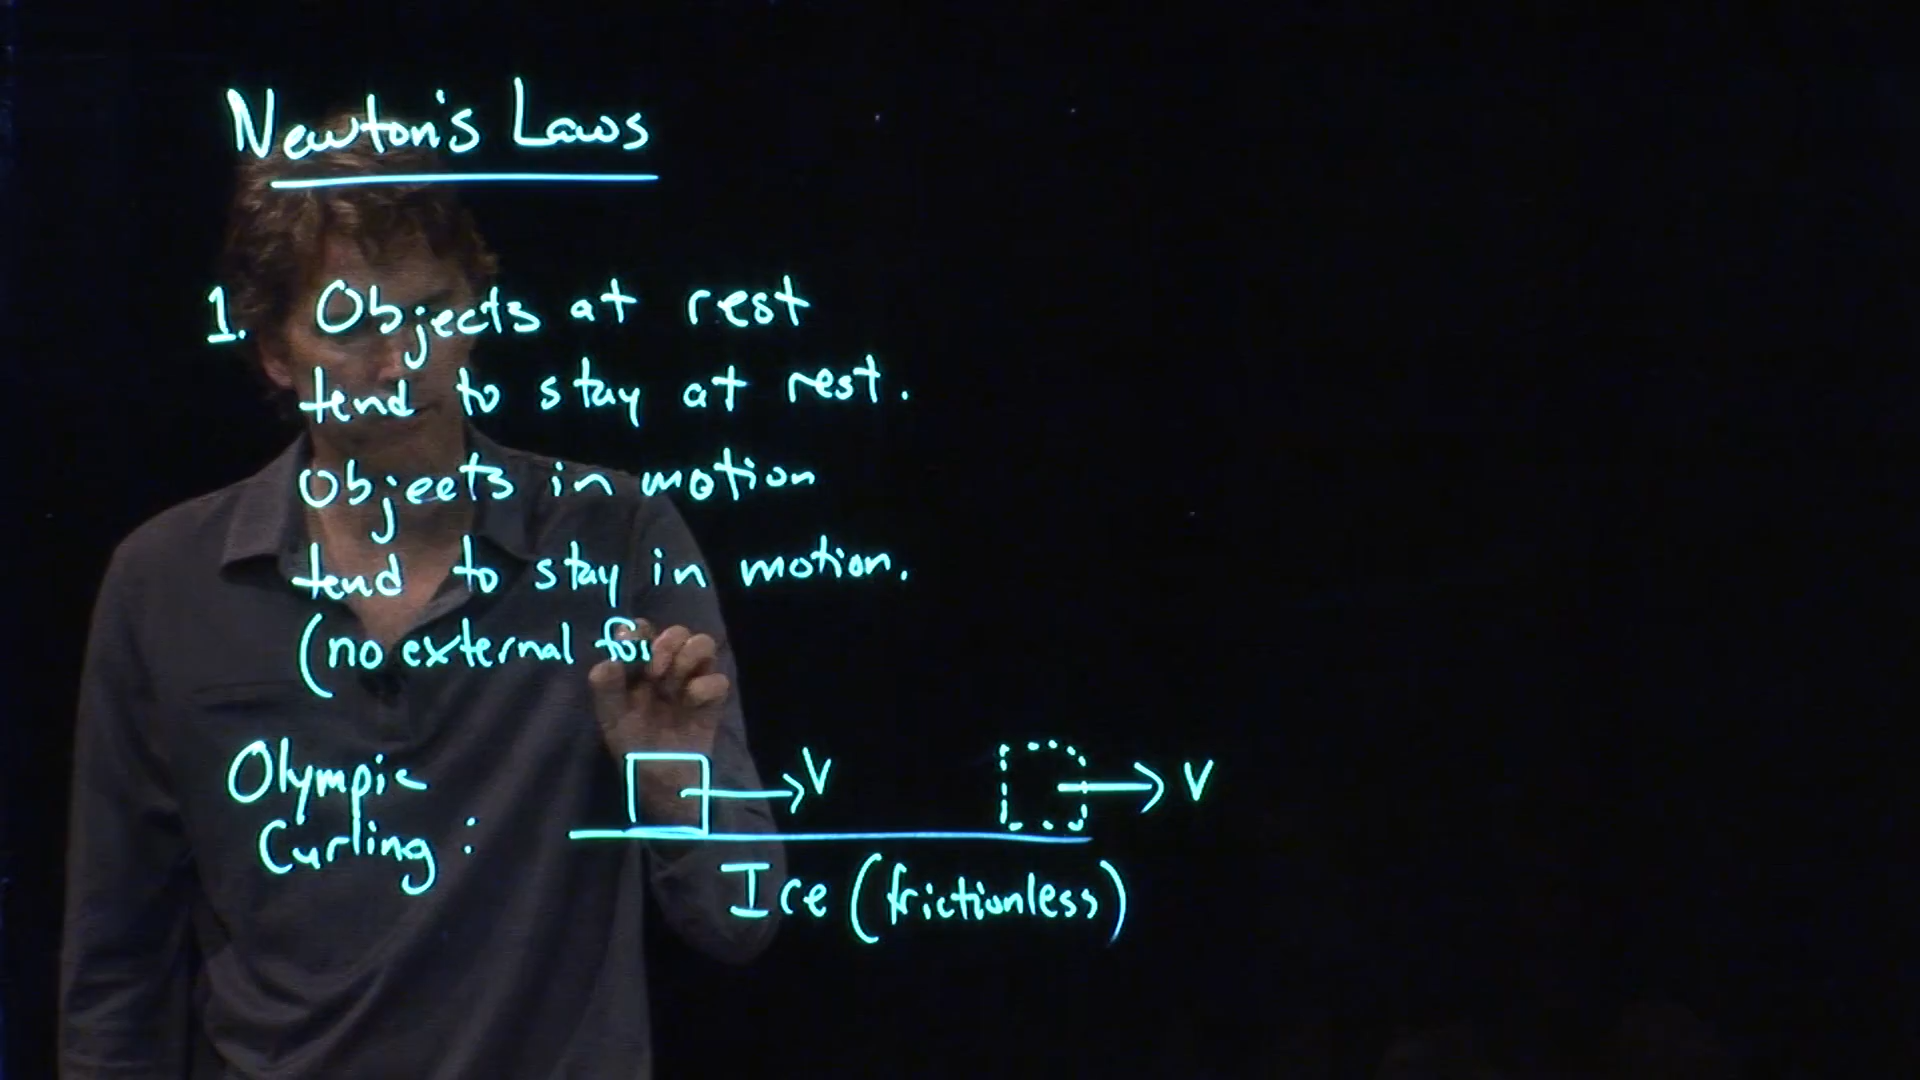 Newton's Laws
1. Objects at rest
tend to stay at rest.
Objects in motion
tend to stay in motion.
(no external
Olympic
Curling:
V
V
Ice (frictionless)